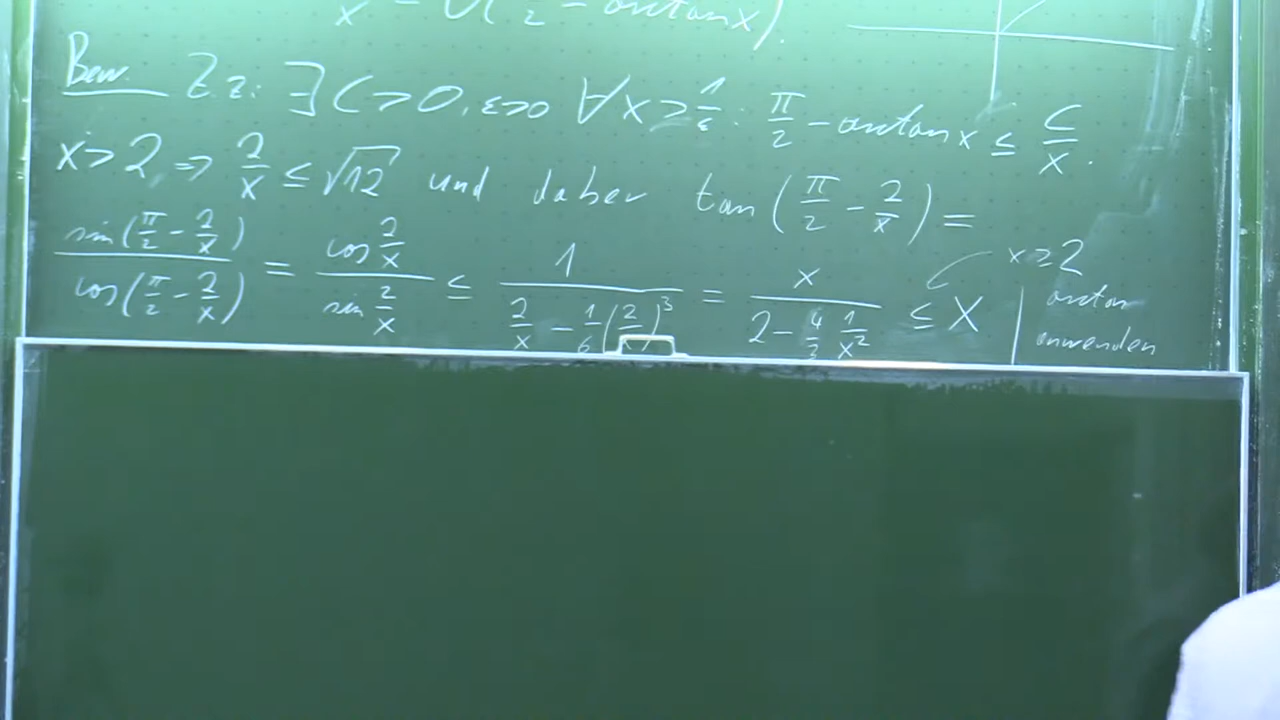 x = O(π/2 - arctan x).
Bew. Z.z.: ∃ C > 0, ε>0 ∀x ≥ 1/ε : π/2 - arctan x ≤ C/x.
x > 2, ⇒ 2/x ≤ √12 und daher tan(π/2 - 2/x) =
sin(π/2 - 2/x) / cos(π/2 - 2/x) = cos 2/x / sin 2/x ≤ 1 / (2/x - 1/6 (2/x)^3) = x / (2 - 4/3 1/x²) ≤ x | x ≥ 2
arctan
anwenden